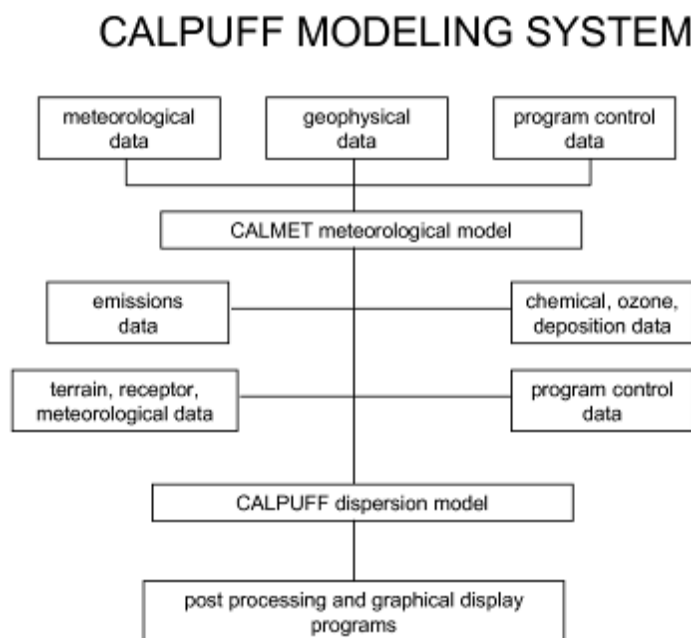 CALPUFF MODELING SYSTEM
meteorological
data
geophysical
data
program control
data
CALMET meteorological model
emissions
data
chemical, ozone,
deposition data
terrain, receptor,
meteorological data
program control
data
CALPUFF dispersion model
post processing and graphical display
programs